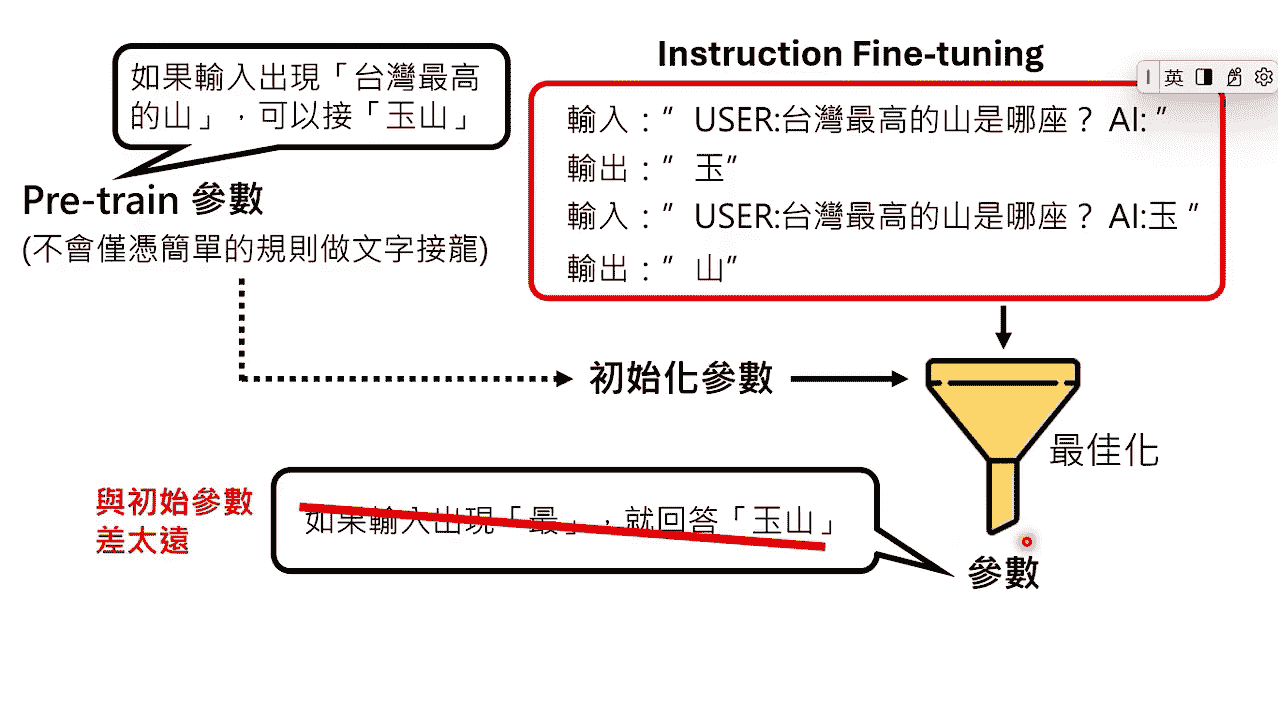 Instruction Fine-tuning
英
如果輸入出現「台灣最高
的山」，可以接「玉山」
輸入：”USER:台灣最高的山是哪座？ AI: ”
輸出：”玉”
輸入：”USER:台灣最高的山是哪座？ AI:玉 ”
輸出：”山”
Pre-train 參數
(不會僅憑簡單的規則做文字接龍)
初始化參數
最佳化
與初始參數
差太遠
如果輸入出現「最」，就回答「玉山」
參數